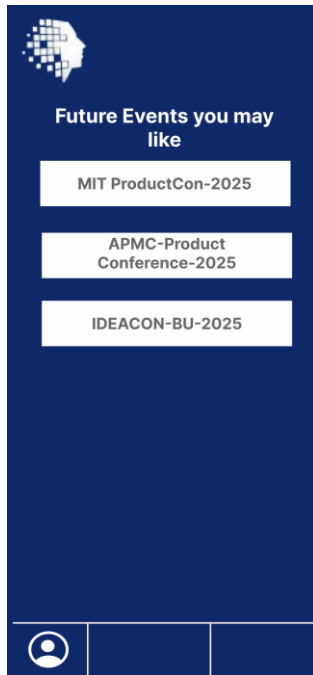 Future Events you may
like
MIT ProductCon-2025
APMC-Product
Conference-2025
IDEACON-BU-2025